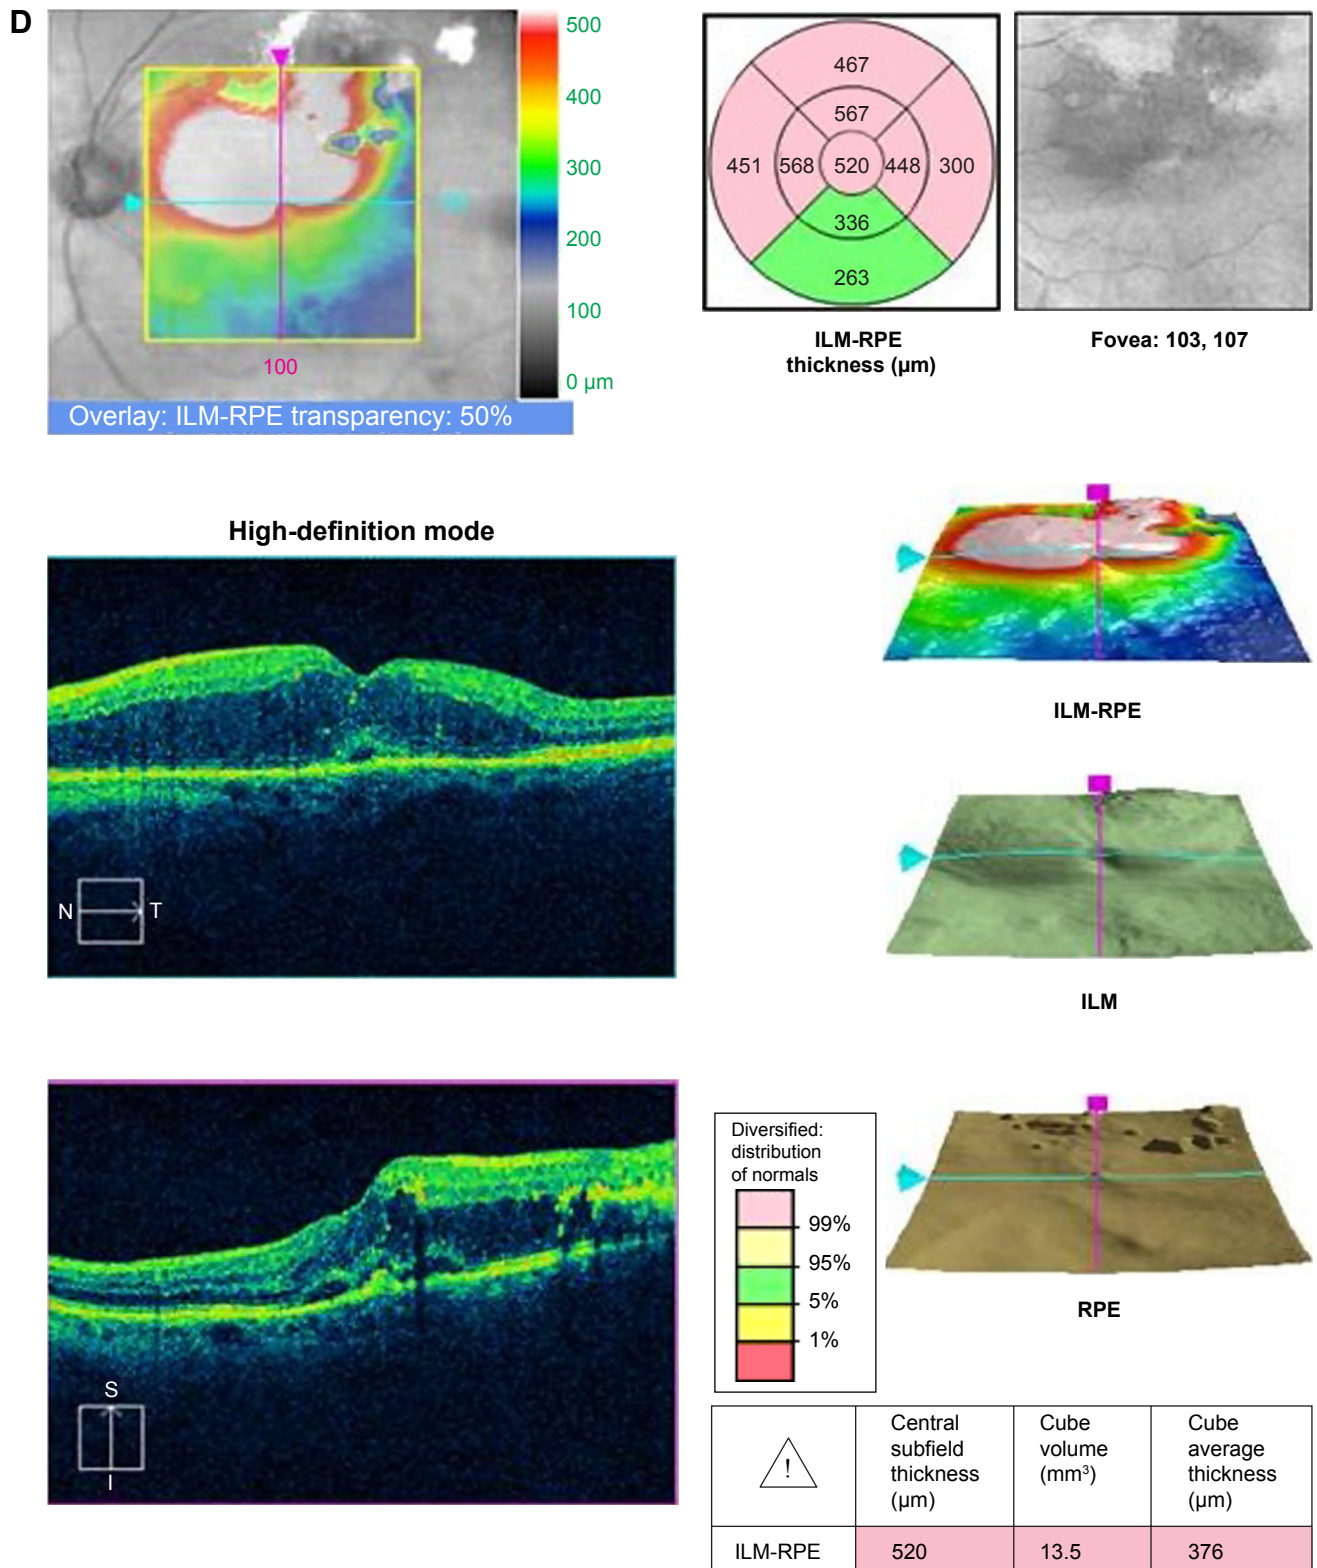 D
500
400
300
200
100
0 µm
100
Overlay: ILM-RPE transparency: 50%
467
567
451
568
520
448
300
336
263
ILM-RPE
thickness (µm)
Fovea: 103, 107
High-definition mode
N
T
ILM-RPE
ILM
S
I
Diversified:
distribution
of normals
99%
95%
5%
1%
RPE
!
Central
subfield
thickness
(µm)
Cube
volume
(mm³)
Cube
average
thickness
(µm)
ILM-RPE
520
13.5
376